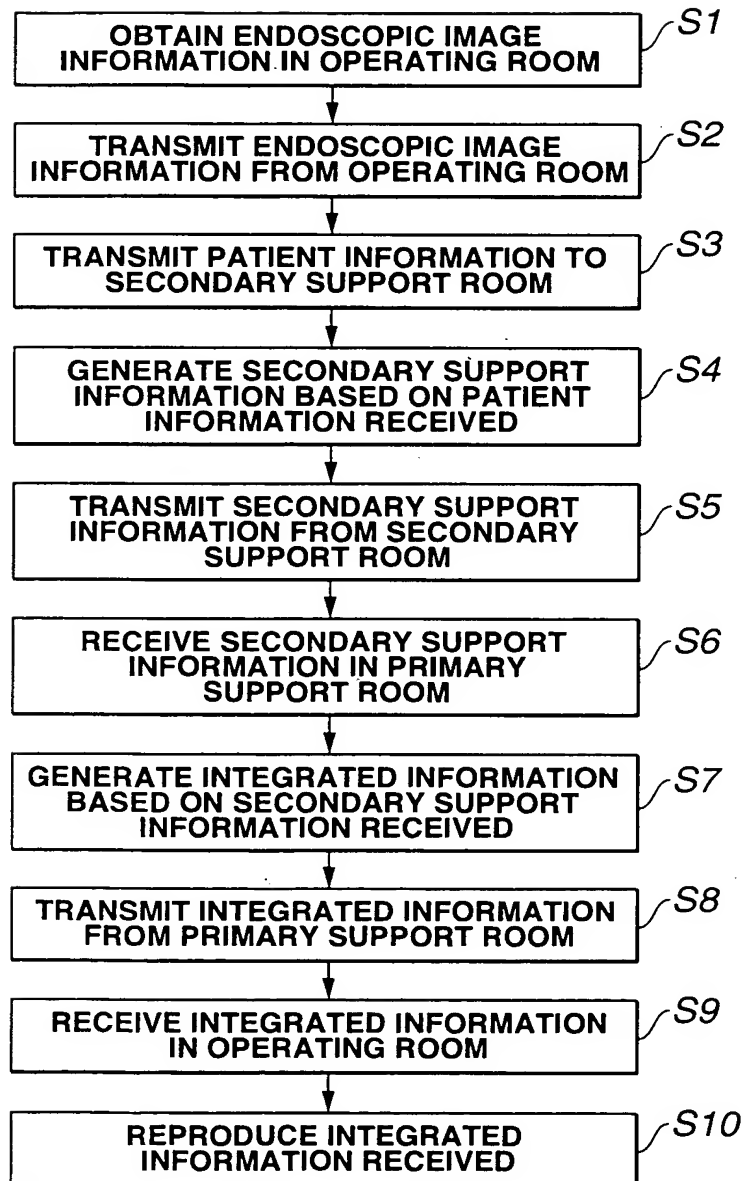 S1
OBTAIN ENDOSCOPIC IMAGE
INFORMATION IN OPERATING ROOM
S2
TRANSMIT ENDOSCOPIC IMAGE
INFORMATION FROM OPERATING ROOM
S3
TRANSMIT PATIENT INFORMATION TO
SECONDARY SUPPORT ROOM
S4
GENERATE SECONDARY SUPPORT
INFORMATION BASED ON PATIENT
INFORMATION RECEIVED
S5
TRANSMIT SECONDARY SUPPORT
INFORMATION FROM SECONDARY
SUPPORT ROOM
S6
RECEIVE SECONDARY SUPPORT
INFORMATION IN PRIMARY
SUPPORT ROOM
S7
GENERATE INTEGRATED INFORMATION
BASED ON SECONDARY SUPPORT
INFORMATION RECEIVED
S8
TRANSMIT INTEGRATED INFORMATION
FROM PRIMARY SUPPORT ROOM
S9
RECEIVE INTEGRATED INFORMATION
IN OPERATING ROOM
S10
REPRODUCE INTEGRATED
INFORMATION RECEIVED